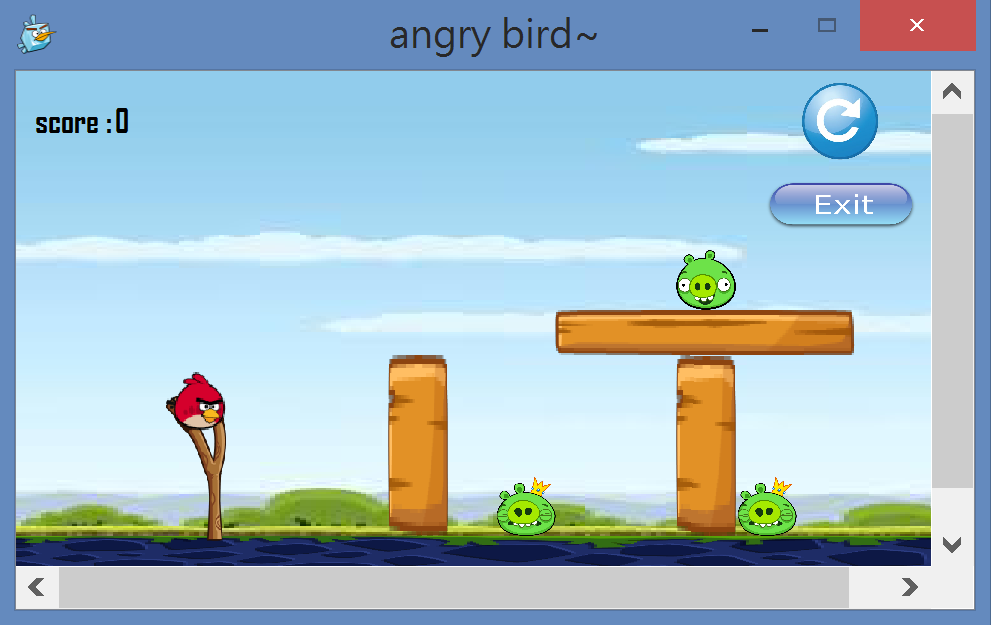 angry bird~
score :0
Exit